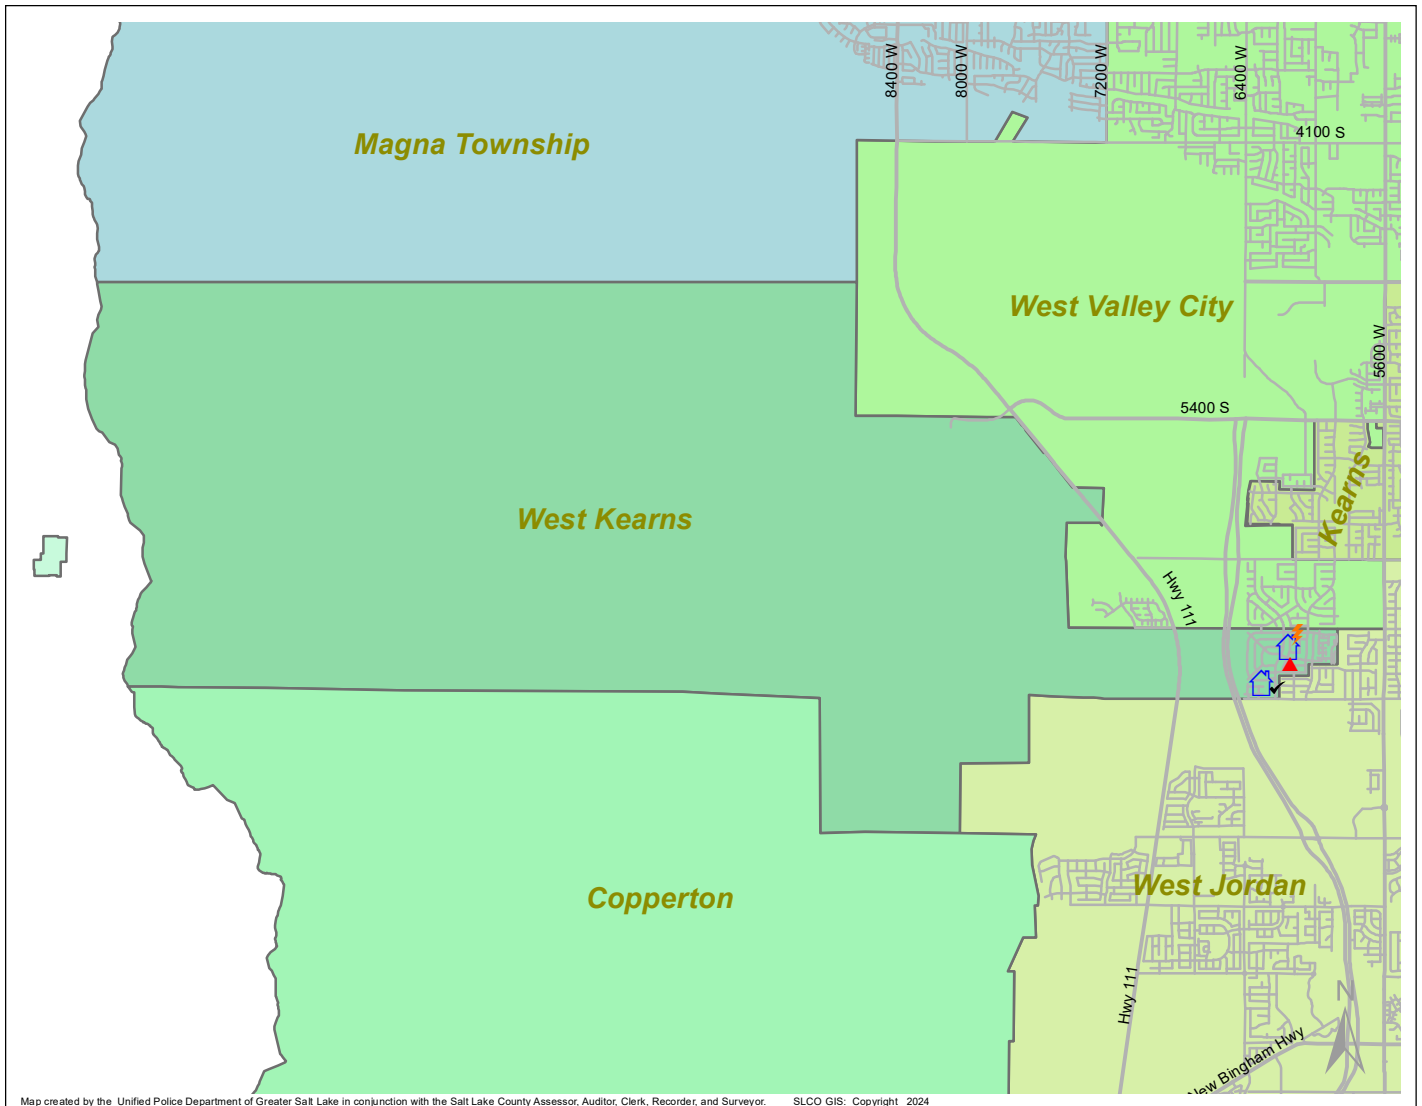 8400 W
8000 W
7200 W
6400 W
4100 S
Magna Township
West Valley City
5600 W
5400 S
Kearns
West Kearns
Hwy 111
Copperton
West Jordan
Hwy 111
N
New Bingham Hwy
Map created by the Unified Police Department of Greater Salt Lake in conjunction with the Salt Lake County Assessor, Auditor, Clerk, Recorder, and Surveyor. SLCO GIS: Copyright 2024